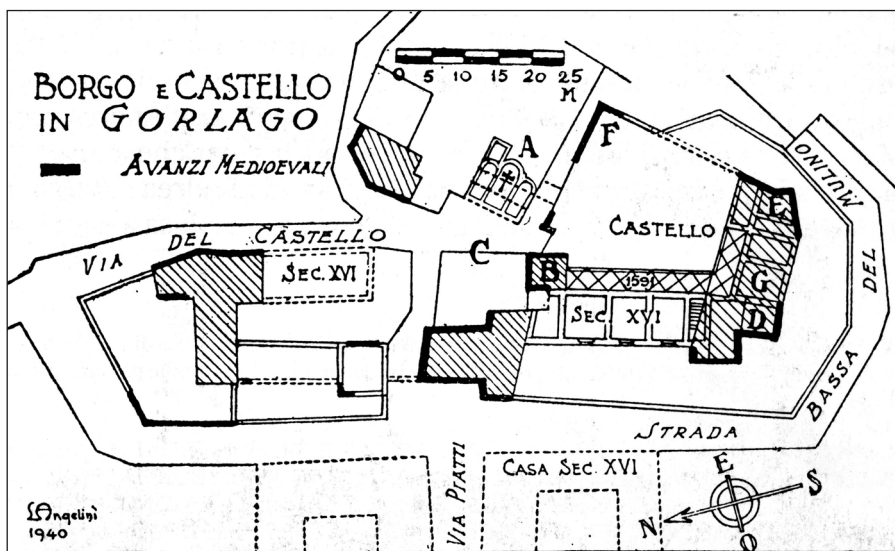 BORGO E CASTELLO
IN GORLAGO
AVANZI MEDIOEVALI
0 5 10 15 20 25
M
A
F
CASTELLO
E
G
D
C
B
1591
SEC. XVI
VIA DEL CASTELLO
SEC. XVI
STRADA BASSA DEL MULINO
VIA PIATTI
CASA SEC. XVI
E
S
N
O
LAngelini
1940